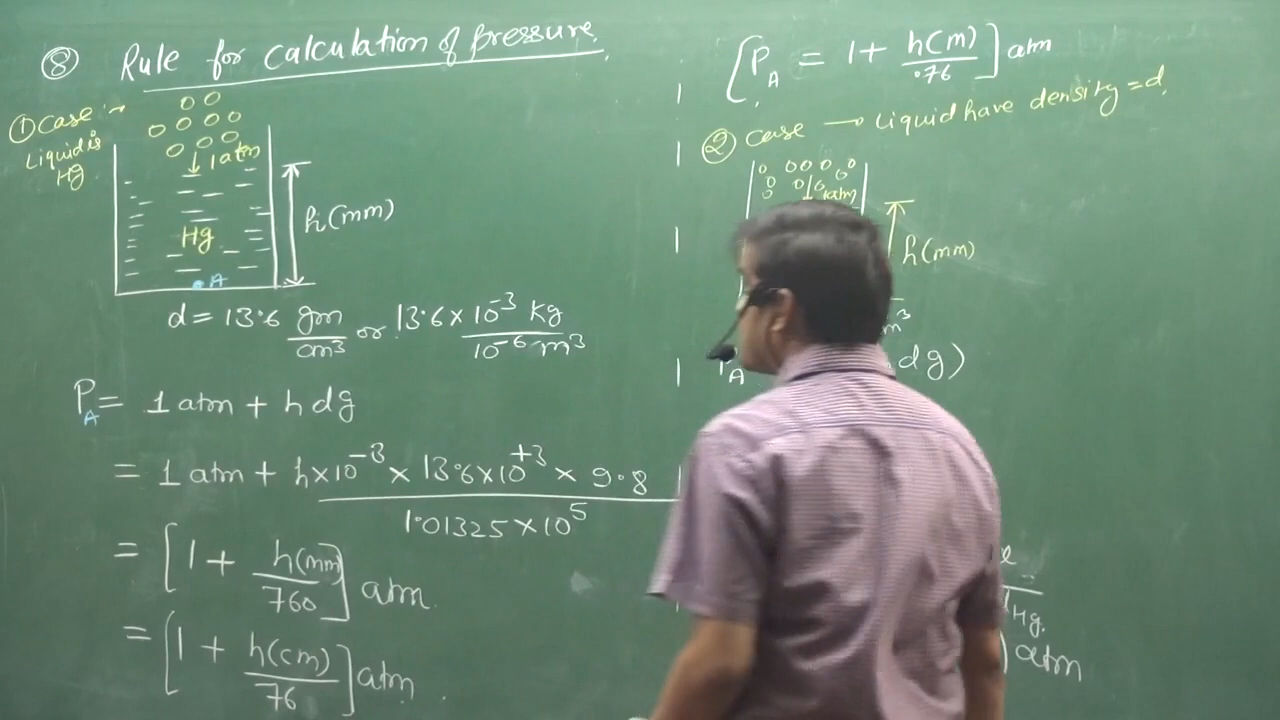 ⑧ Rule for calculation of pressure.
① Case :→
Liquid is
Hg.
1 atm
h(mm)
Hg
A
d = 13.6 gm/cm³ or 13.6 × 10⁻³ kg / 10⁻⁶ m³
P_A = 1 atm + hdg
= 1 atm + h×10⁻³ × 13.6×10⁺³ × 9.8 / 1.01325 × 10⁵
= [1 + h(mm)/760] atm.
= [1 + h(cm)/76] atm.
[P_A = 1 + h(m)/.76] atm
② Case → Liquid have density = d.
1 atm
h(mm)
m³
P_A
dg)
Hg.
) atm